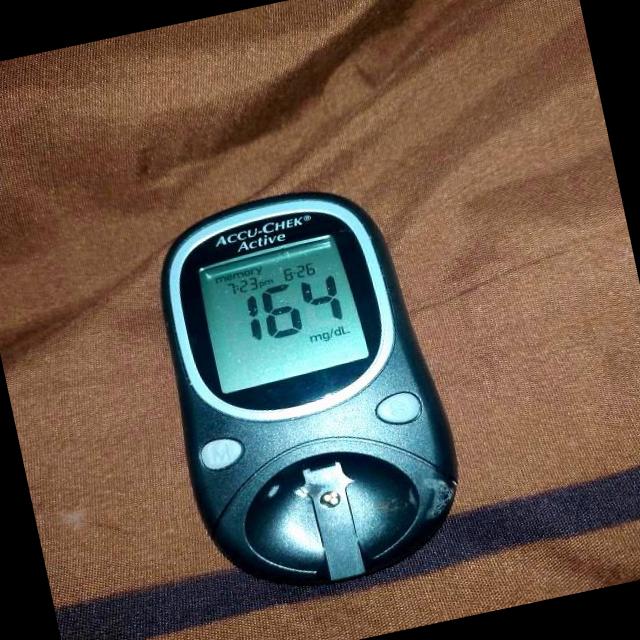 ACCU-CHEK®
Active
memory
7:23pm 6-26
164
mg/dL
M
S